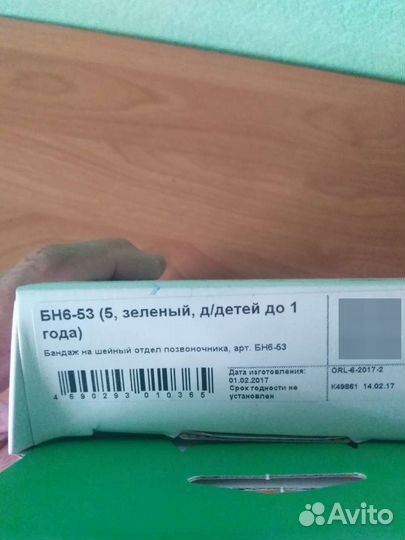 БН6-53 (5, зеленый, д/детей до 1
года)
Бандаж на шейный отдел позвоночника, арт. БН6-53
4 690293 010365
Дата изготовления:
01.02.2017
Срок годности не
установлен
ORL-6-2017-2
K49861 14.02.17
Avito